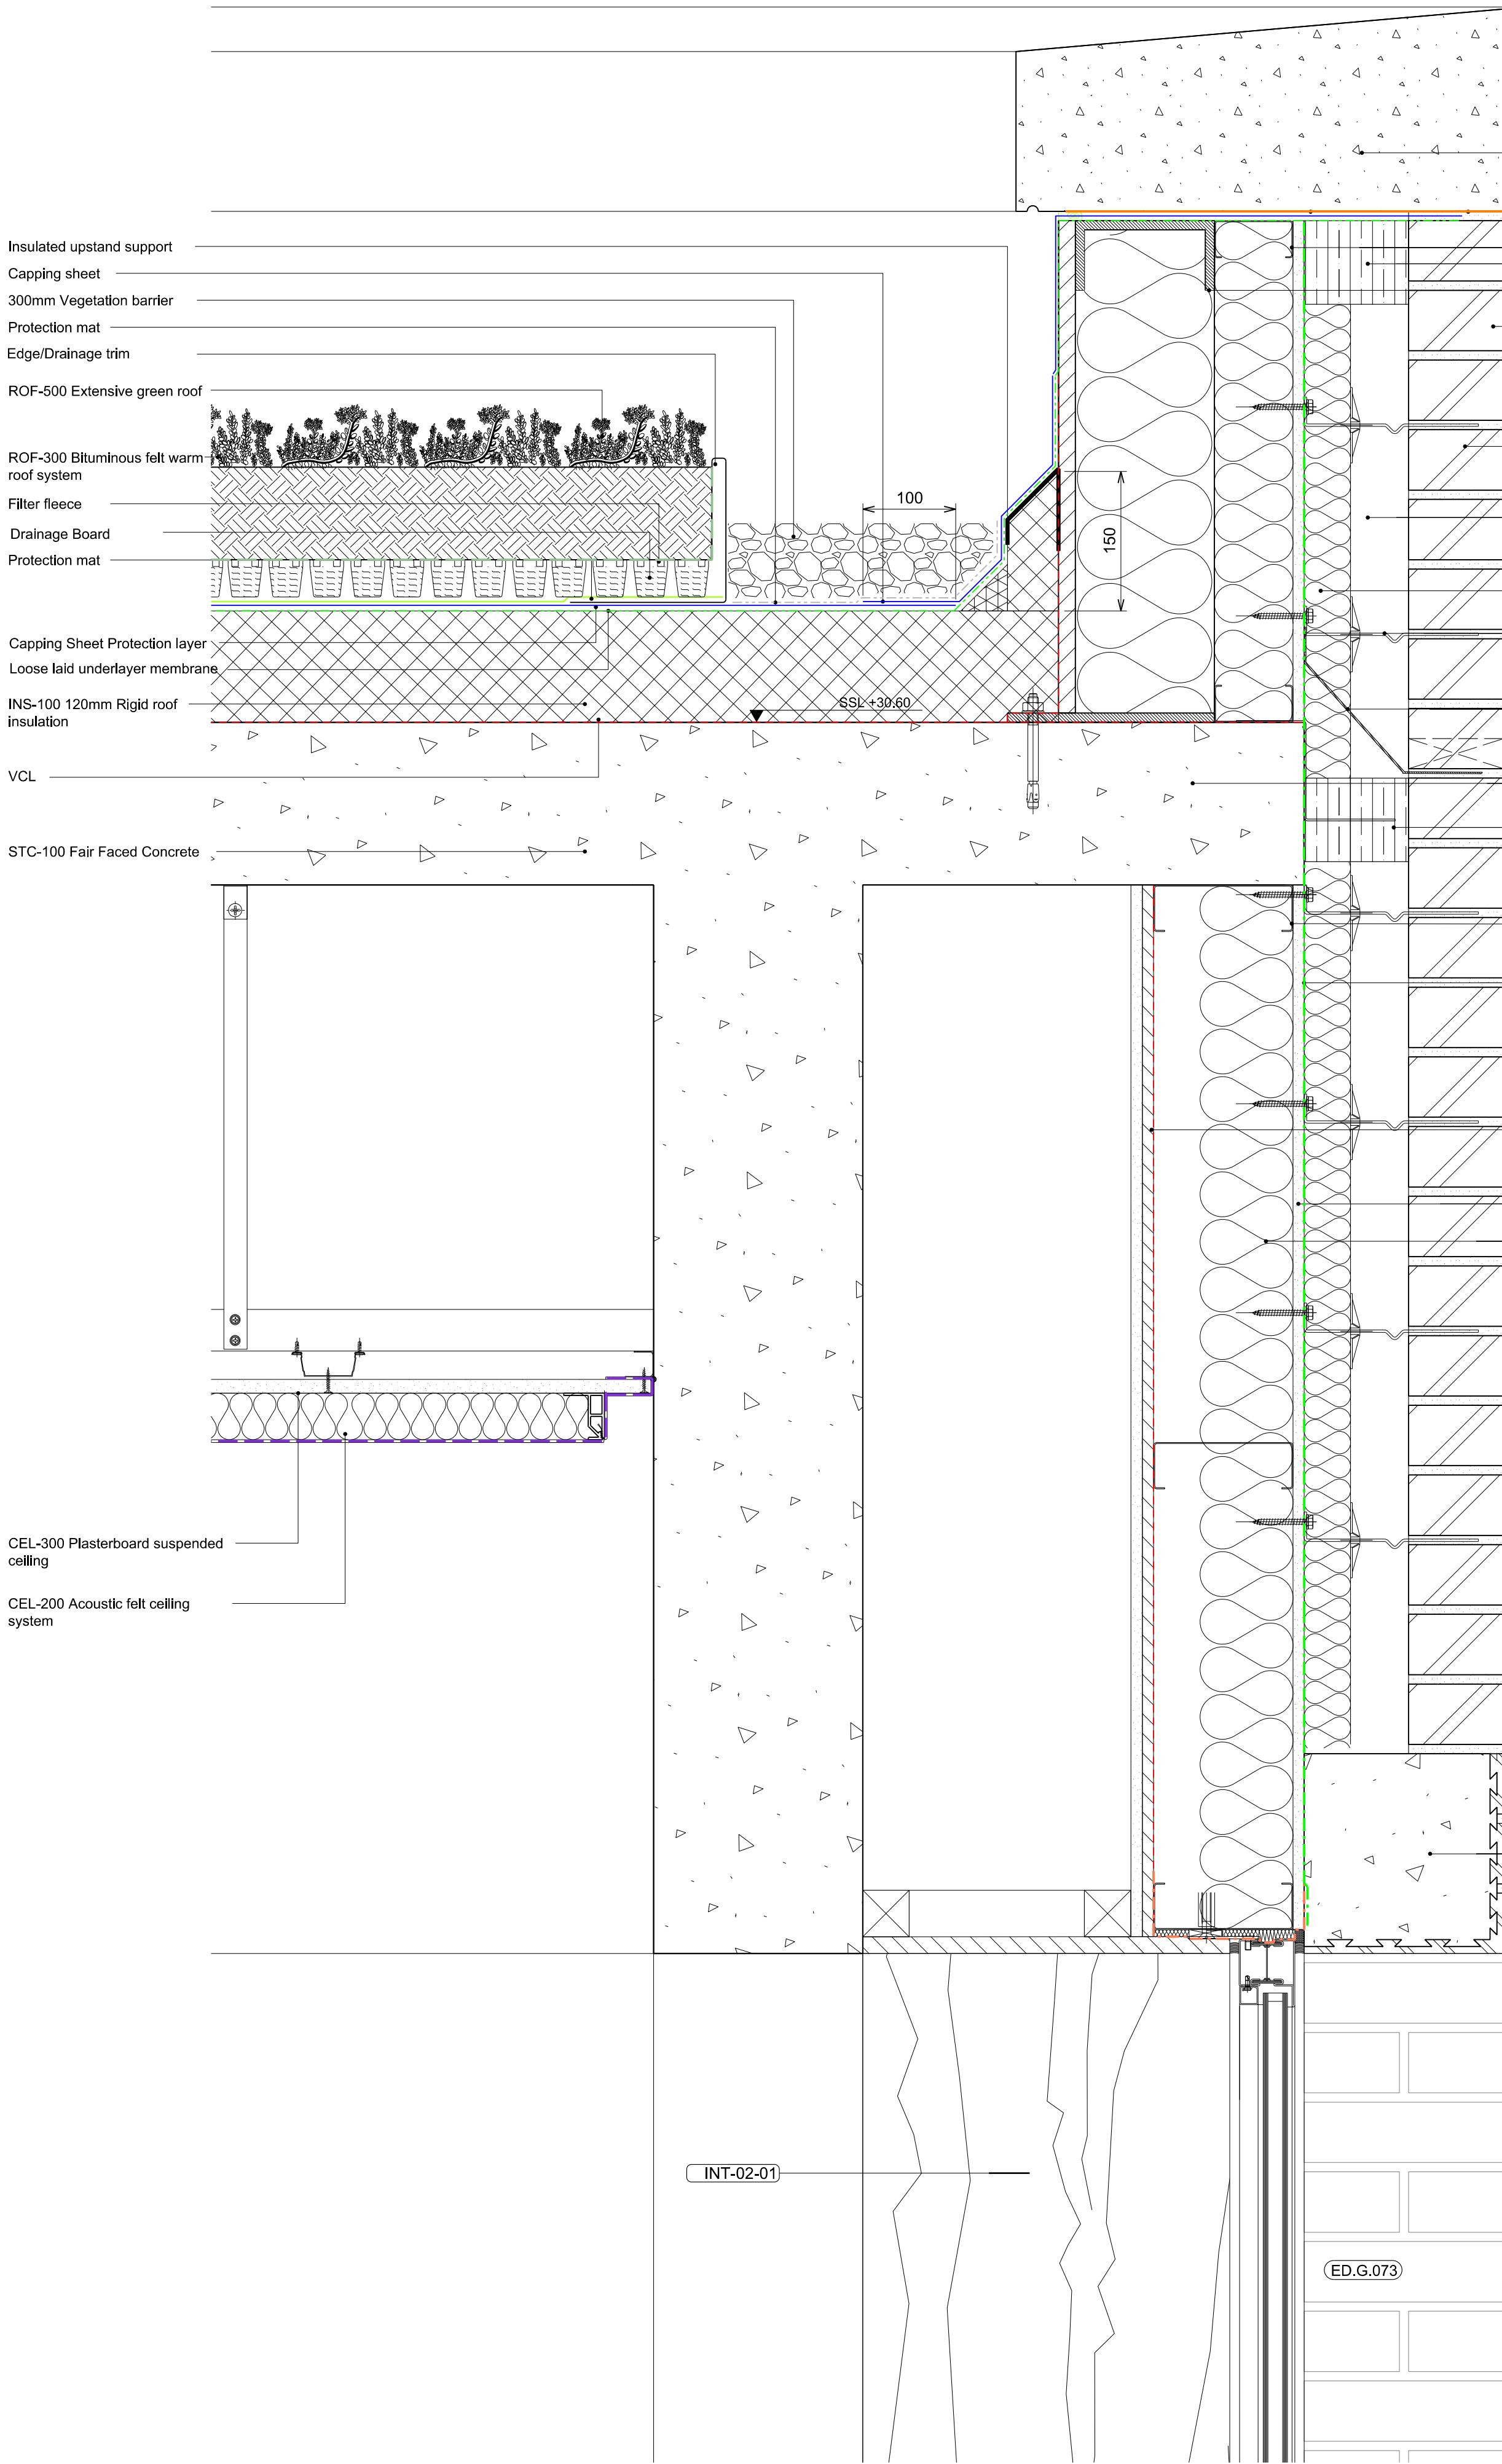 Insulated upstand support
Capping sheet
300mm Vegetation barrier
Protection mat
Edge/Drainage trim
ROF-500 Extensive green roof
ROF-300 Bituminous felt warm
roof system
Filter fleece
Drainage Board
Protection mat
100
150
Capping Sheet Protection layer
Loose laid underlayer membrane
INS-100 120mm Rigid roof
insulation
SSL +30.60
VCL
STC-100 Fair Faced Concrete
CEL-300 Plasterboard suspended
ceiling
CEL-200 Acoustic felt ceiling
system
INT-02-01
ED.G.073